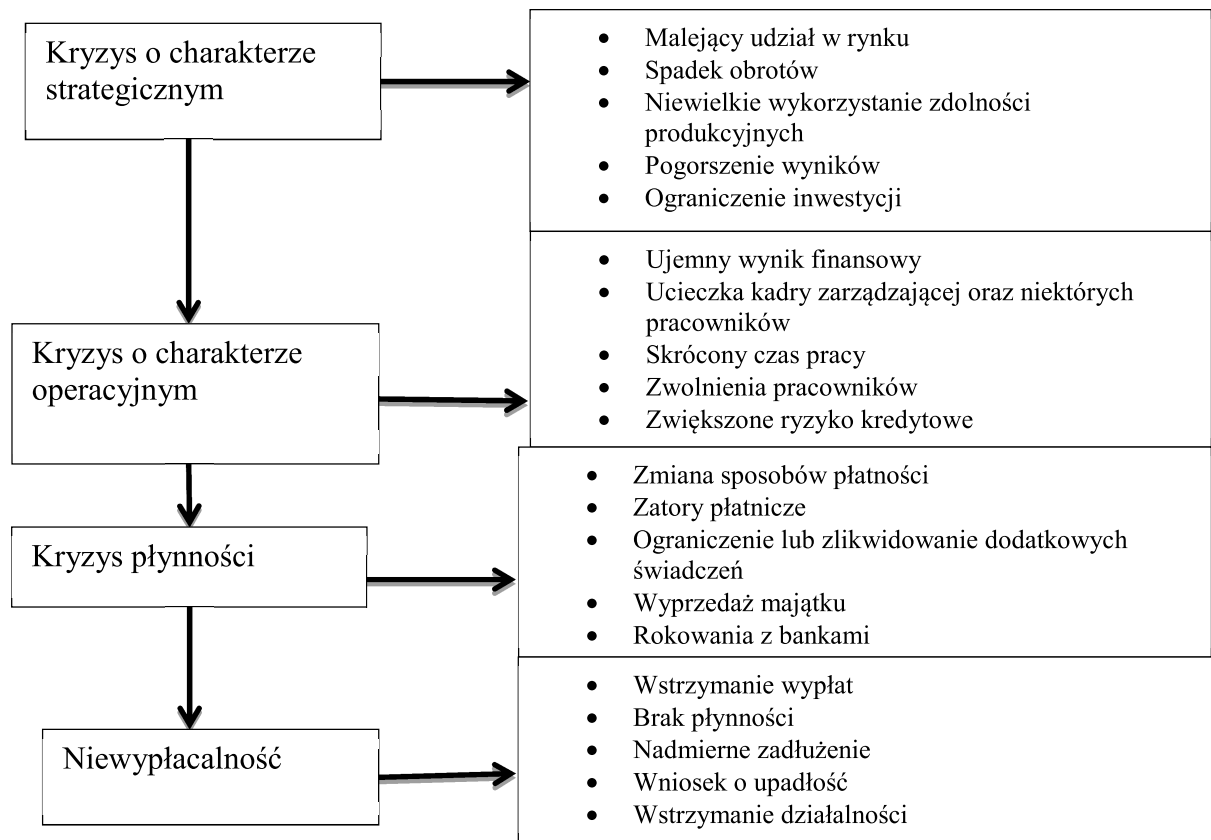 Kryzys o charakterze
strategicznym
• Malejący udział w rynku
• Spadek obrotów
• Niewielkie wykorzystanie zdolności
produkcyjnych
• Pogorszenie wyników
• Ograniczenie inwestycji
Kryzys o charakterze
operacyjnym
• Ujemny wynik finansowy
• Ucieczka kadry zarządzającej oraz niektórych
pracowników
• Skrócony czas pracy
• Zwolnienia pracowników
• Zwiększone ryzyko kredytowe
Kryzys płynności
• Zmiana sposobów płatności
• Zatory płatnicze
• Ograniczenie lub zlikwidowanie dodatkowych
świadczeń
• Wyprzedaż majątku
• Rokowania z bankami
Niewypłacalność
• Wstrzymanie wypłat
• Brak płynności
• Nadmierne zadłużenie
• Wniosek o upadłość
• Wstrzymanie działalności